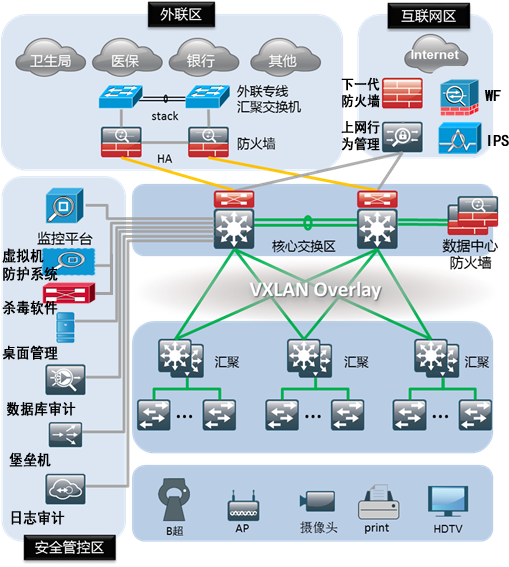 外联区
互联网区
卫生局
医保
银行
其他
Internet
外联专线
汇聚交换机
stack
下一代
防火墙
WF
防火墙
HA
上网行
为管理
IPS
监控平台
核心交换区
数据中心
防火墙
虚拟机
防护系统
VXLAN Overlay
杀毒软件
桌面管理
汇聚
汇聚
汇聚
数据库审计
...
...
...
堡垒机
日志审计
B超
AP
摄像头
print
HDTV
安全管控区